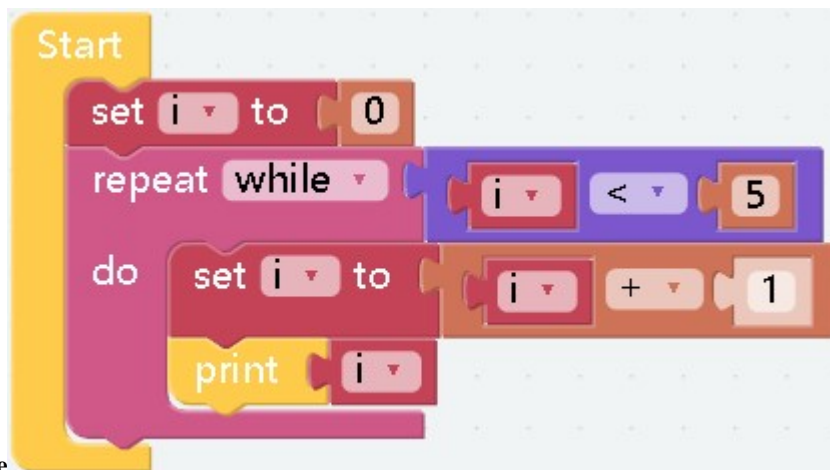 Start
set i to 0
repeat while i < 5
do set i to i + 1
print i
e